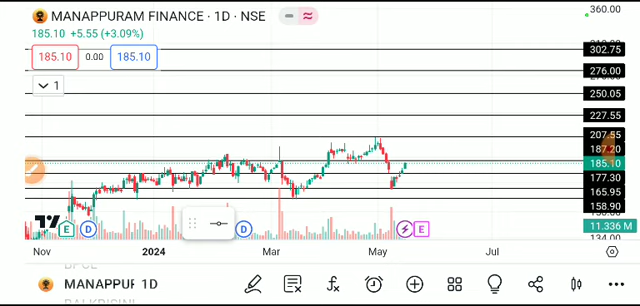 MANAPPURAM FINANCE · 1D · NSE
185.10 +5.55 (+3.09%)
185.10 0.00 185.10
1
360.00
302.75
276.00
250.05
227.55
207.55
187.20
185.10
177.30
165.95
158.90
11.336 M
134.00
E D D E
Nov 2024 Mar May Jul
MANAPPURAM 1D